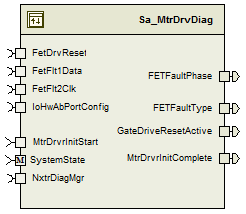 Sa_MtrDrvDiag
FetDrvReset
FetFlt1Data
FetFlt2Clk
IoHwAbPortConfig
MtrDrvrInitStart
M SystemState
NxtrDiagMgr
FETFaultPhase
FETFaultType
GateDriveResetActive
MtrDrvrInitComplete